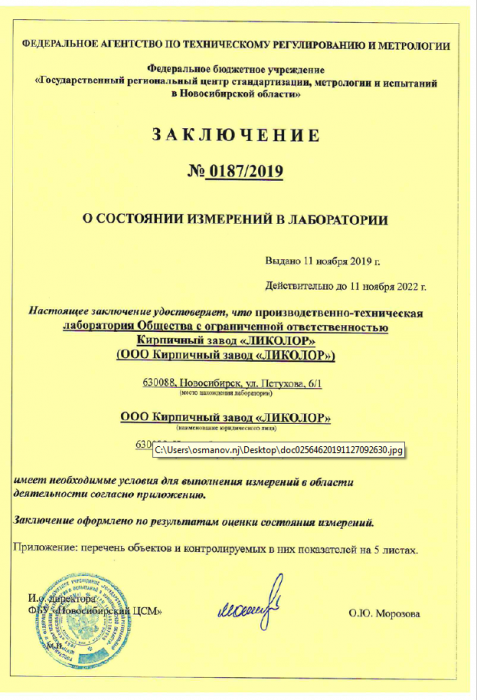 ФЕДЕРАЛЬНОЕ АГЕНТСТВО ПО ТЕХНИЧЕСКОМУ РЕГУЛИРОВАНИЮ И МЕТРОЛОГИИ
Федеральное бюджетное учреждение
«Государственный региональный центр стандартизации, метрологии и испытаний
в Новосибирской области»
ЗАКЛЮЧЕНИЕ
№ 0187/2019
О СОСТОЯНИИ ИЗМЕРЕНИЙ В ЛАБОРАТОРИИ
Выдано 11 ноября 2019 г.
Действительно до 11 ноября 2022 г.
Настоящее заключение удостоверяет, что производственно-техническая
лаборатория Общества с ограниченной ответственностью
Кирпичный завод «ЛИКОЛОР»
(ООО Кирпичный завод «ЛИКОЛОР»)
630088, Новосибирск, ул. Петухова, 6/1
(место нахождения лаборатории)
ООО Кирпичный завод «ЛИКОЛОР»
(наименование юридического лица)
C:\Users\osmanov.nj\Desktop\doc02564620191127092630.jpg
имеет необходимые условия для выполнения измерений в области
деятельности согласно приложению.
Заключение оформлено по результатам оценки состояния измерений.
Приложение: перечень объектов и контролируемых в них показателей на 5 листах.
И.о. директора
ФБУ «Новосибирский ЦСМ»
О.Ю. Морозова
М.П.